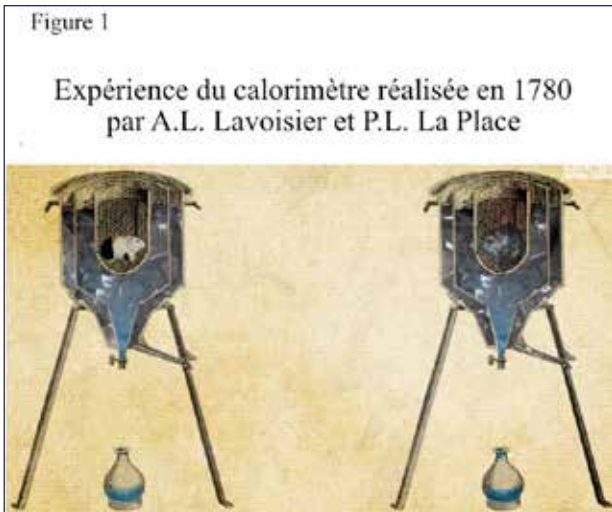 Figure 1
Expérience du calorimètre réalisée en 1780
par A.L. Lavoisier et P.L. La Place